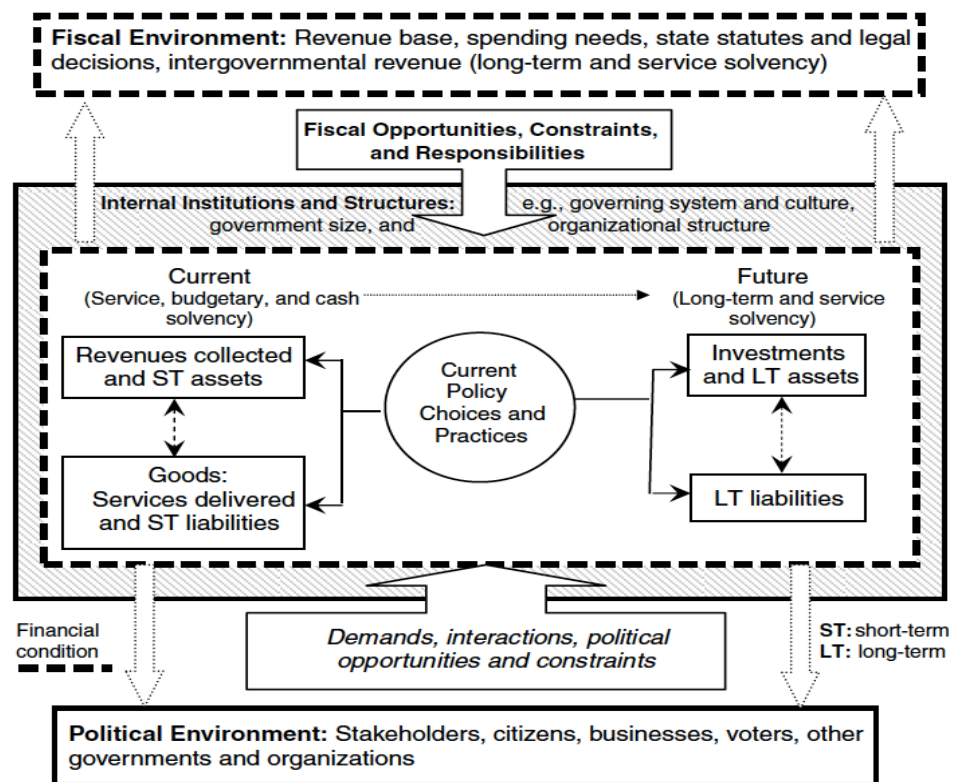 Fiscal Environment: Revenue base, spending needs, state statutes and legal
decisions, intergovernmental revenue (long-term and service solvency)
Fiscal Opportunities, Constraints,
and Responsibilities
Internal Institutions and Structures: e.g., governing system and culture,
government size, and organizational structure
Current
(Service, budgetary, and cash
solvency)
Future
(Long-term and service
solvency)
Revenues collected
and ST assets
Goods:
Services delivered
and ST liabilities
Current
Policy
Choices and
Practices
Investments
and LT assets
LT liabilities
Financial
condition
Demands, interactions, political
opportunities and constraints
ST: short-term
LT: long-term
Political Environment: Stakeholders, citizens, businesses, voters, other
governments and organizations